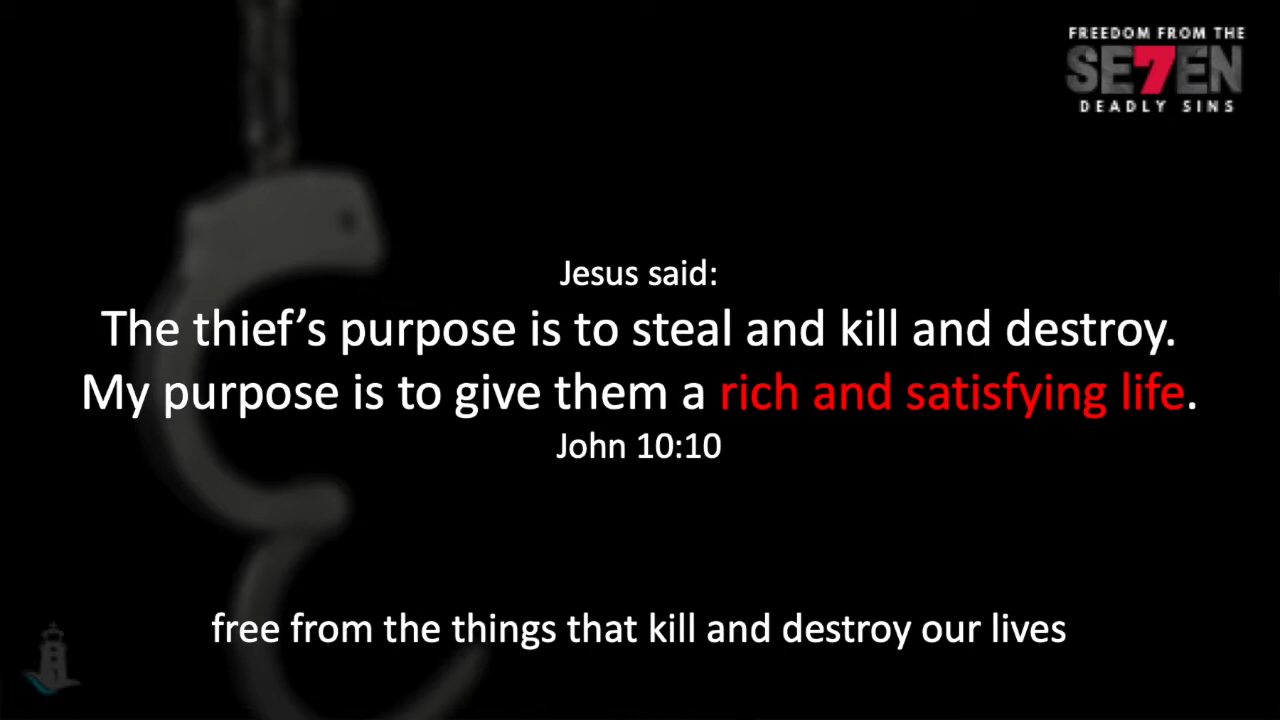 FREEDOM FROM THE
SE7EN
DEADLY SINS
Jesus said:
The thief’s purpose is to steal and kill and destroy.
My purpose is to give them a rich and satisfying life.
John 10:10
free from the things that kill and destroy our lives